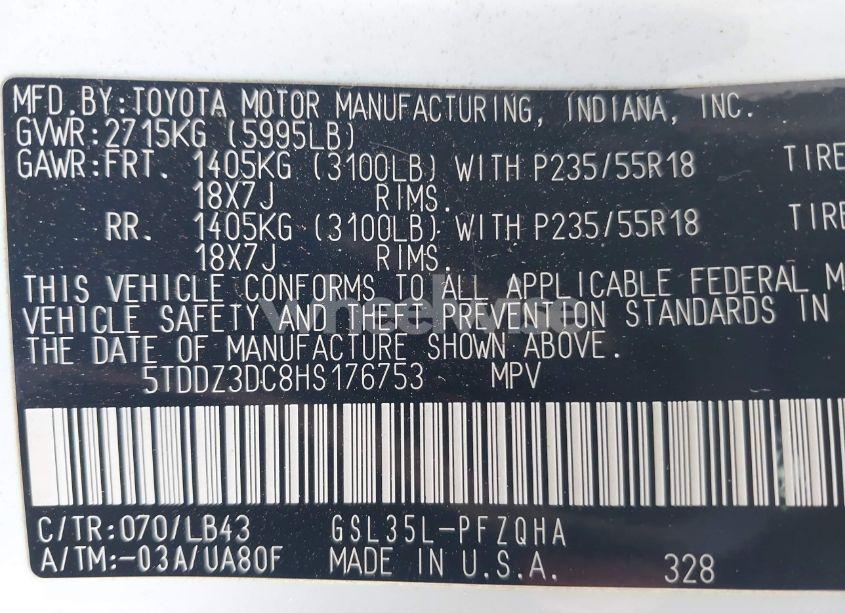 MFD.BY:TOYOTA MOTOR MANUFACTURING, INDIANA, INC.
GVWR:2715KG (5995LB)
GAWR:FRT. 1405KG (3100LB) WITH P235/55R18 TIRE
18X7J RIMS.
RR. 1405KG (3100LB) WITH P235/55R18 TIRE
18X7J RIMS.
THIS VEHICLE CONFORMS TO ALL APPLICABLE FEDERAL M
VEHICLE SAFETY AND THEFT PREVENTION STANDARDS IN
THE DATE OF MANUFACTURE SHOWN ABOVE.
5TDDZ3DC8HS176753 MPV
C/TR:070/LB43 GSL35L-PFZQHA
A/TM:-03A/UA80F MADE IN U.S.A. 328